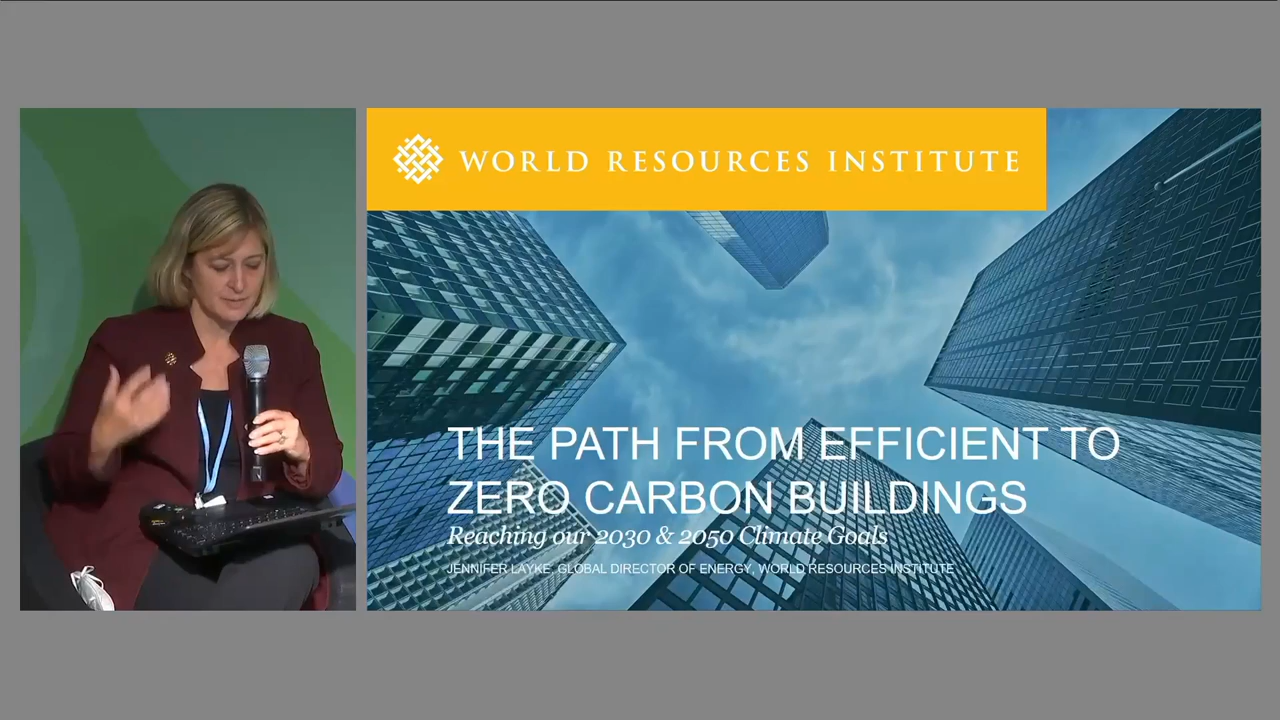 WORLD RESOURCES INSTITUTE
THE PATH FROM EFFICIENT TO
ZERO CARBON BUILDINGS
Reaching our 2030 & 2050 Climate Goals
JENNIFER LAYKE, GLOBAL DIRECTOR OF ENERGY, WORLD RESOURCES INSTITUTE